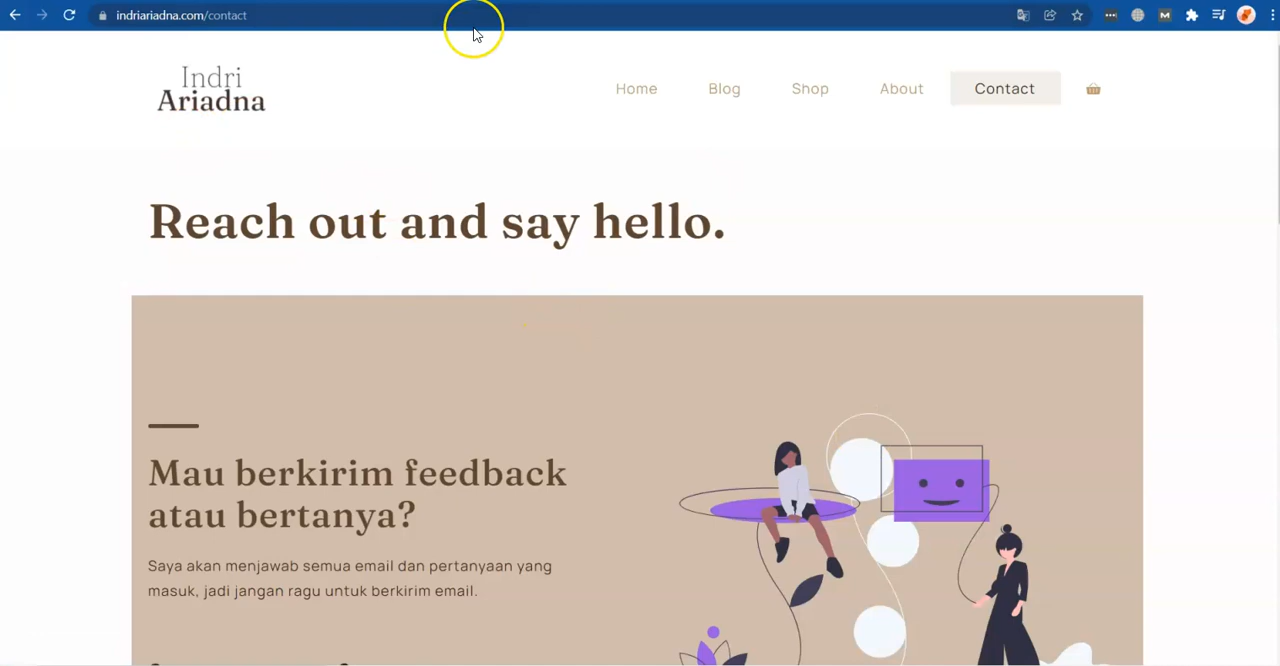 indriariadna.com/contact
Indri
Ariadna
Home
Blog
Shop
About
Contact
Reach out and say hello.
Mau berkirim feedback
atau bertanya?
Saya akan menjawab semua email dan pertanyaan yang
masuk, jadi jangan ragu untuk berkirim email.